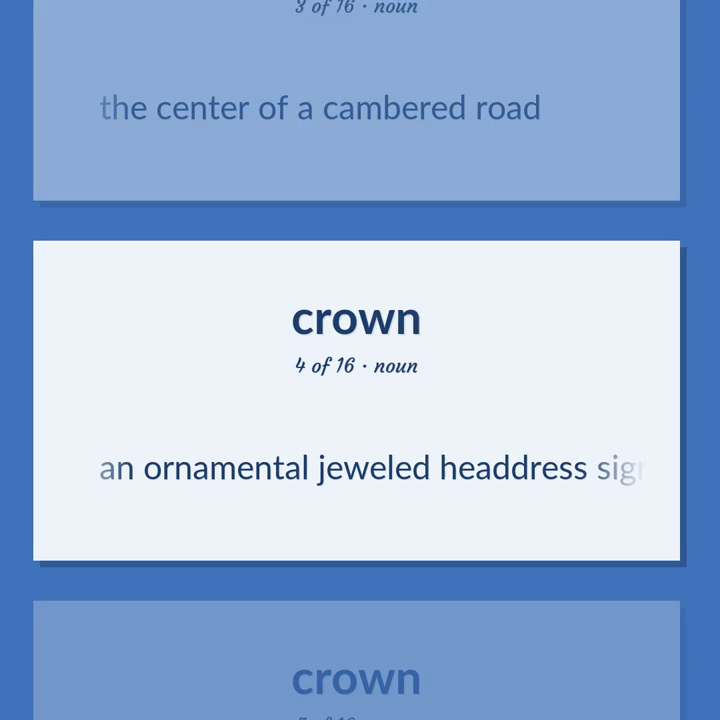 3 of 16 · noun
the center of a cambered road
crown
4 of 16 · noun
an ornamental jeweled headdress
crown